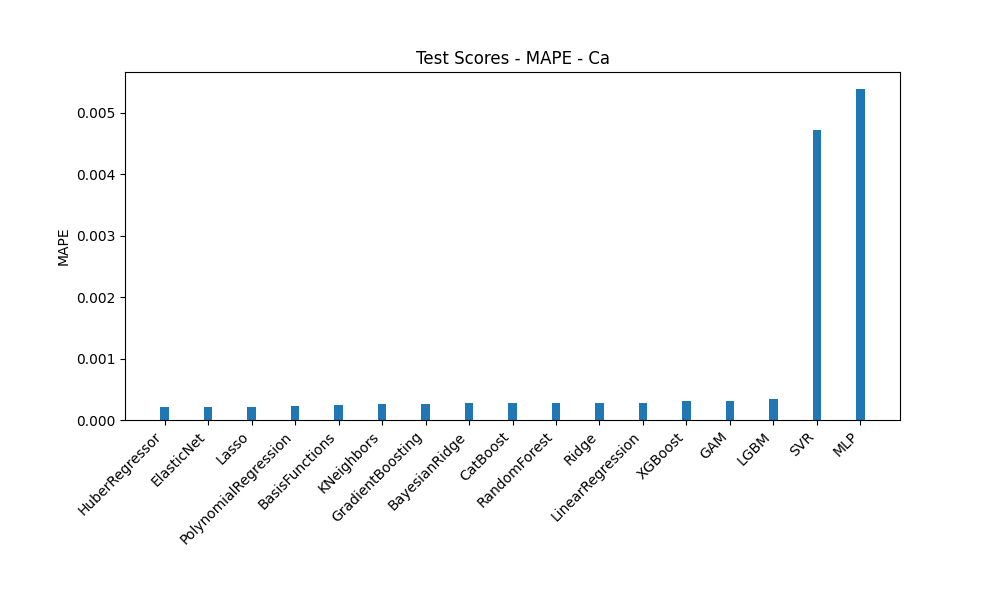 Test Scores - MAPE - Ca
MAPE
0.005
0.004
0.003
0.002
0.001
0.000
HuberRegressor
ElasticNet
Lasso
PolynomialRegression
BasisFunctions
KNeighbors
GradientBoosting
BayesianRidge
CatBoost
RandomForest
Ridge
LinearRegression
XGBoost
GAM
LGBM
SVR
MLP